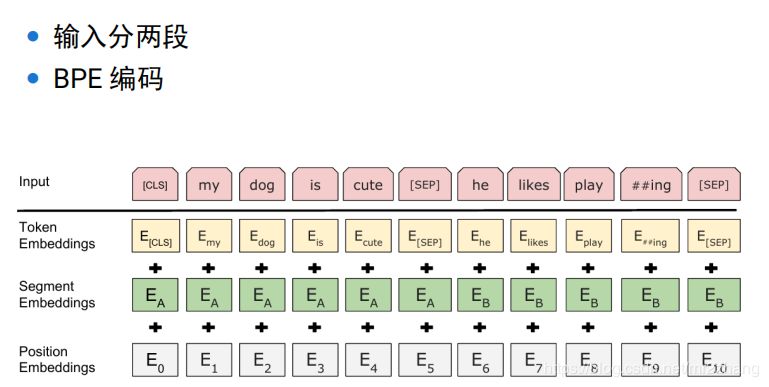 输入分两段
BPE 编码
Input [CLS] my dog is cute [SEP] he likes play ##ing [SEP]
Token Embeddings E[CLS] Emy Edog Eis Ecute E[SEP] Ehe Elikes Eplay E##ing E[SEP]
Segment Embeddings EA EA EA EA EA EA EB EB EB EB EB
Position Embeddings E0 E1 E2 E3 E4 E5 E6 E7 E8 E9 E10